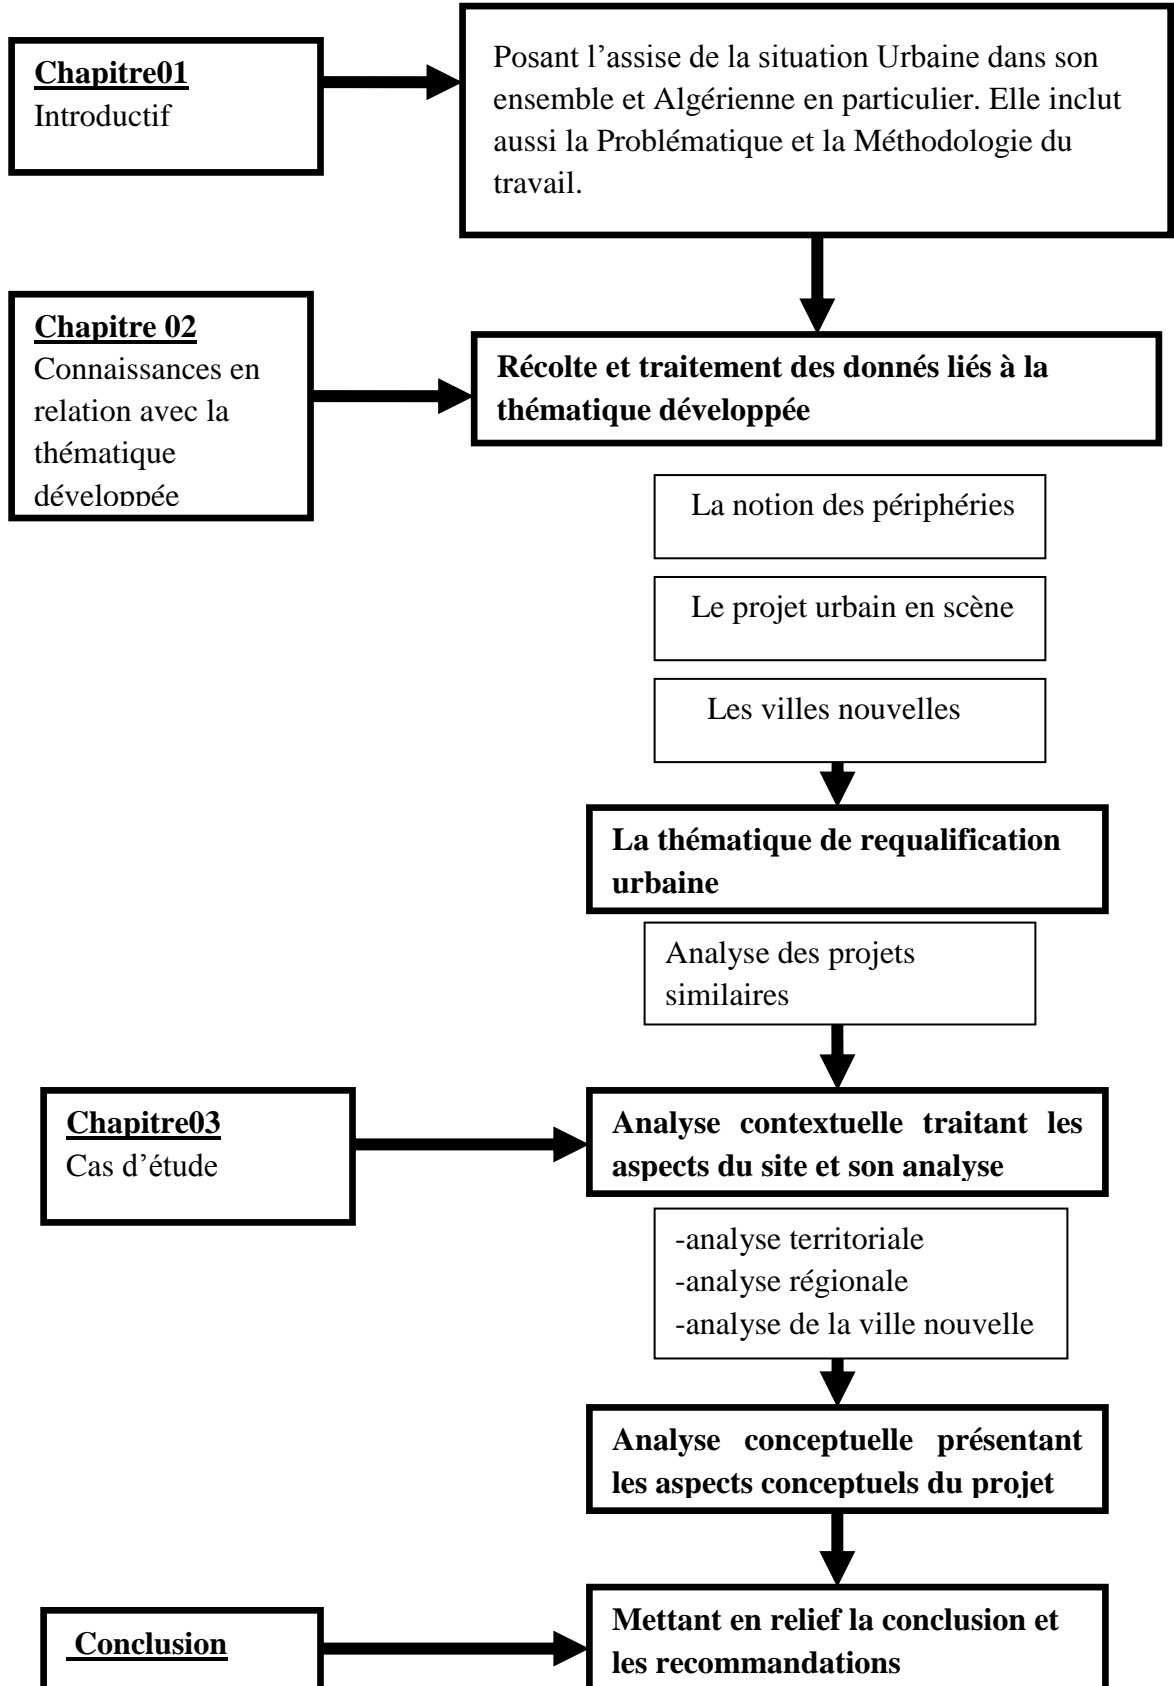 Chapitre01
Introductif
Posant l’assise de la situation Urbaine dans son
ensemble et Algérienne en particulier. Elle inclut
aussi la Problématique et la Méthodologie du
travail.
Chapitre 02
Connaissances en
relation avec la
thématique
développée
Récolte et traitement des donnés liés à la
thématique développée
La notion des périphéries
Le projet urbain en scène
Les villes nouvelles
La thématique de requalification
urbaine
Analyse des projets
similaires
Chapitre03
Cas d’étude
Analyse contextuelle traitant les
aspects du site et son analyse
-analyse territoriale
-analyse régionale
-analyse de la ville nouvelle
Analyse conceptuelle présentant
les aspects conceptuels du projet
Conclusion
Mettant en relief la conclusion et
les recommandations